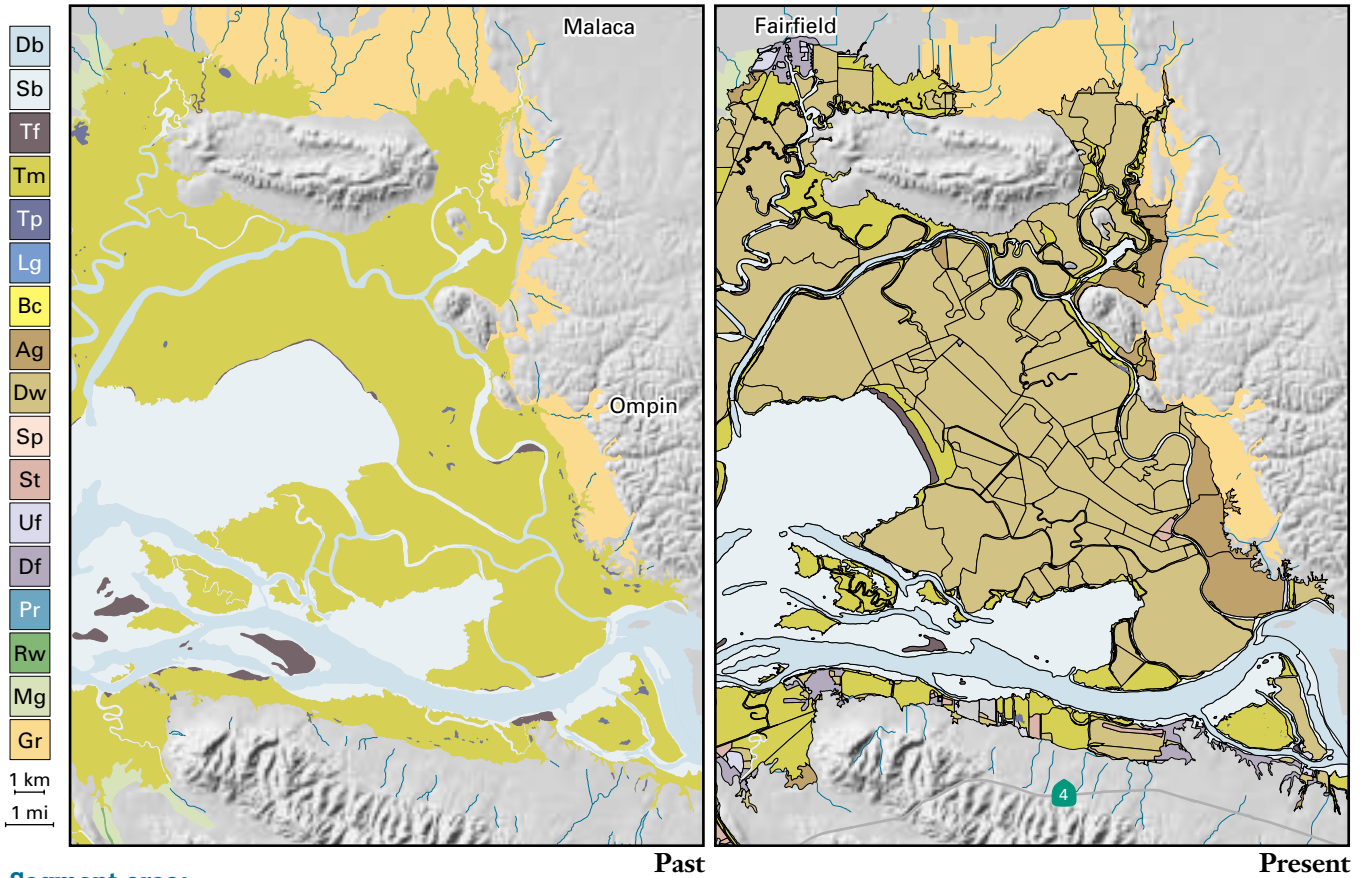 Malaca
Fairfield
Db
Sb
Tf
Tm
Tp
Lg
Bc
Ag
Dw
Sp
St
Uf
Df
Pr
Rw
Mg
Gr
Ompin
1 km
1 mi
4
Past
Present